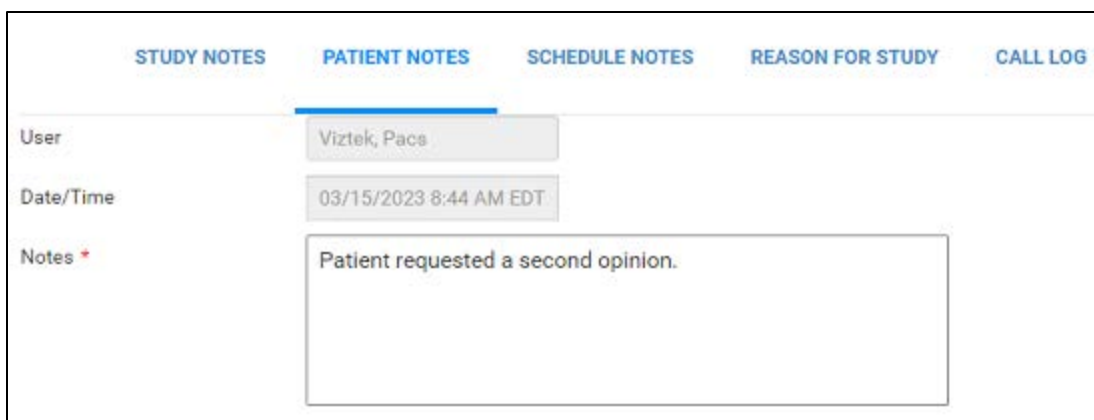 STUDY NOTES PATIENT NOTES SCHEDULE NOTES REASON FOR STUDY CALL LOG
User Viztek, Pacs
Date/Time 03/15/2023 8:44 AM EDT
Notes * Patient requested a second opinion.